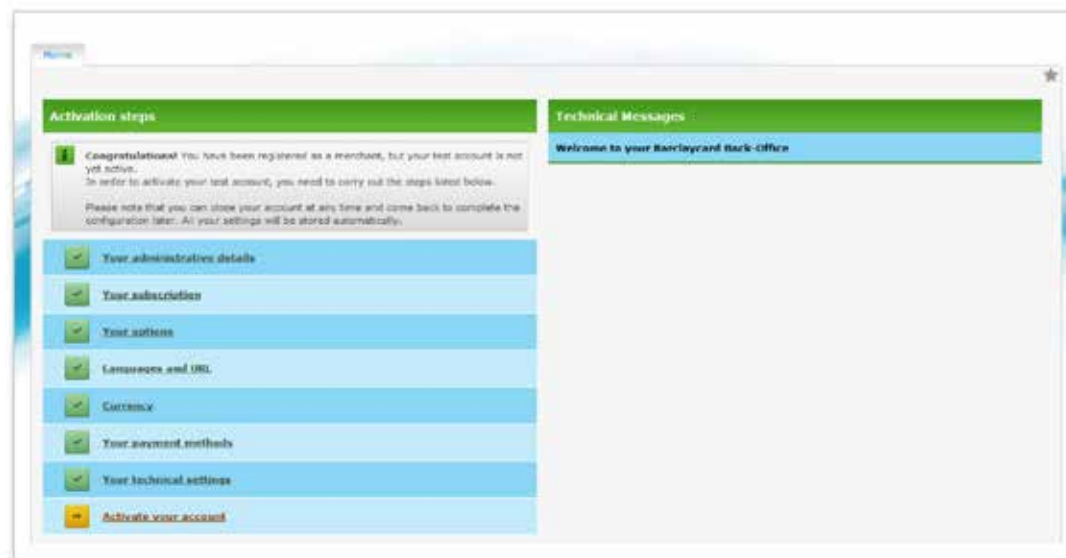 Home
Activation steps
Congratulations! You have been registered as a merchant, but your test account is not
yet active.
In order to activate your test account, you need to carry out the steps listed below.
Please note that you can close your account at any time and come back to complete the
configuration later. All your settings will be stored automatically.
Your administrative details
Your subscription
Your options
Languages and URL
Currency
Your payment methods
Your technical settings
Activate your account
Technical Messages
Welcome to your Barclaycard Back-Office